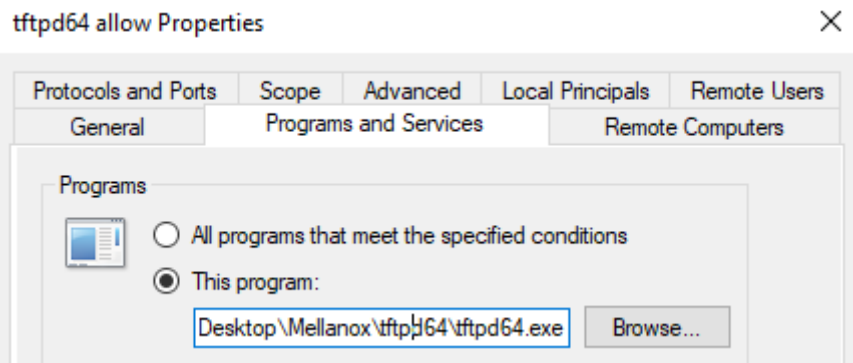 tftpd64 allow Properties
Protocols and Ports Scope Advanced Local Principals Remote Users
General Programs and Services Remote Computers
Programs
All programs that meet the specified conditions
This program:
Desktop\Mellanox\tftpd64\tftpd64.exe Browse...